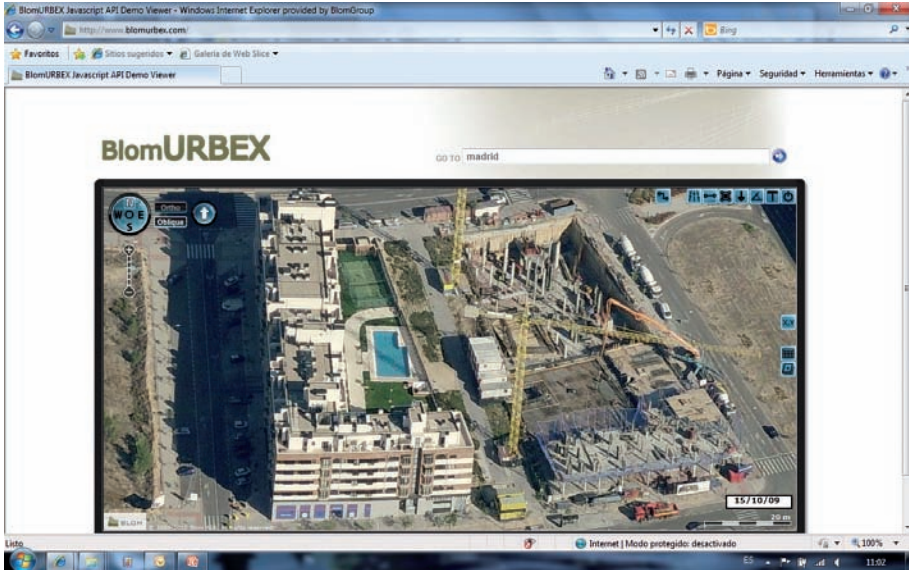 BlomURBEX Javascript API Demo Viewer - Windows Internet Explorer provided by BlomGroup
http://www.blomurbex.com/
Bing
Favoritos
Sitios sugeridos
Galería de Web Slice
BlomURBEX Javascript API Demo Viewer
Página
Seguridad
Herramientas
BlomURBEX
GO TO madrid
N
W O E
S
Ortho
Oblique
X,Y
15/10/09
20 m
BLOM
Listo
Internet | Modo protegido: desactivado
100%
ES
11:02